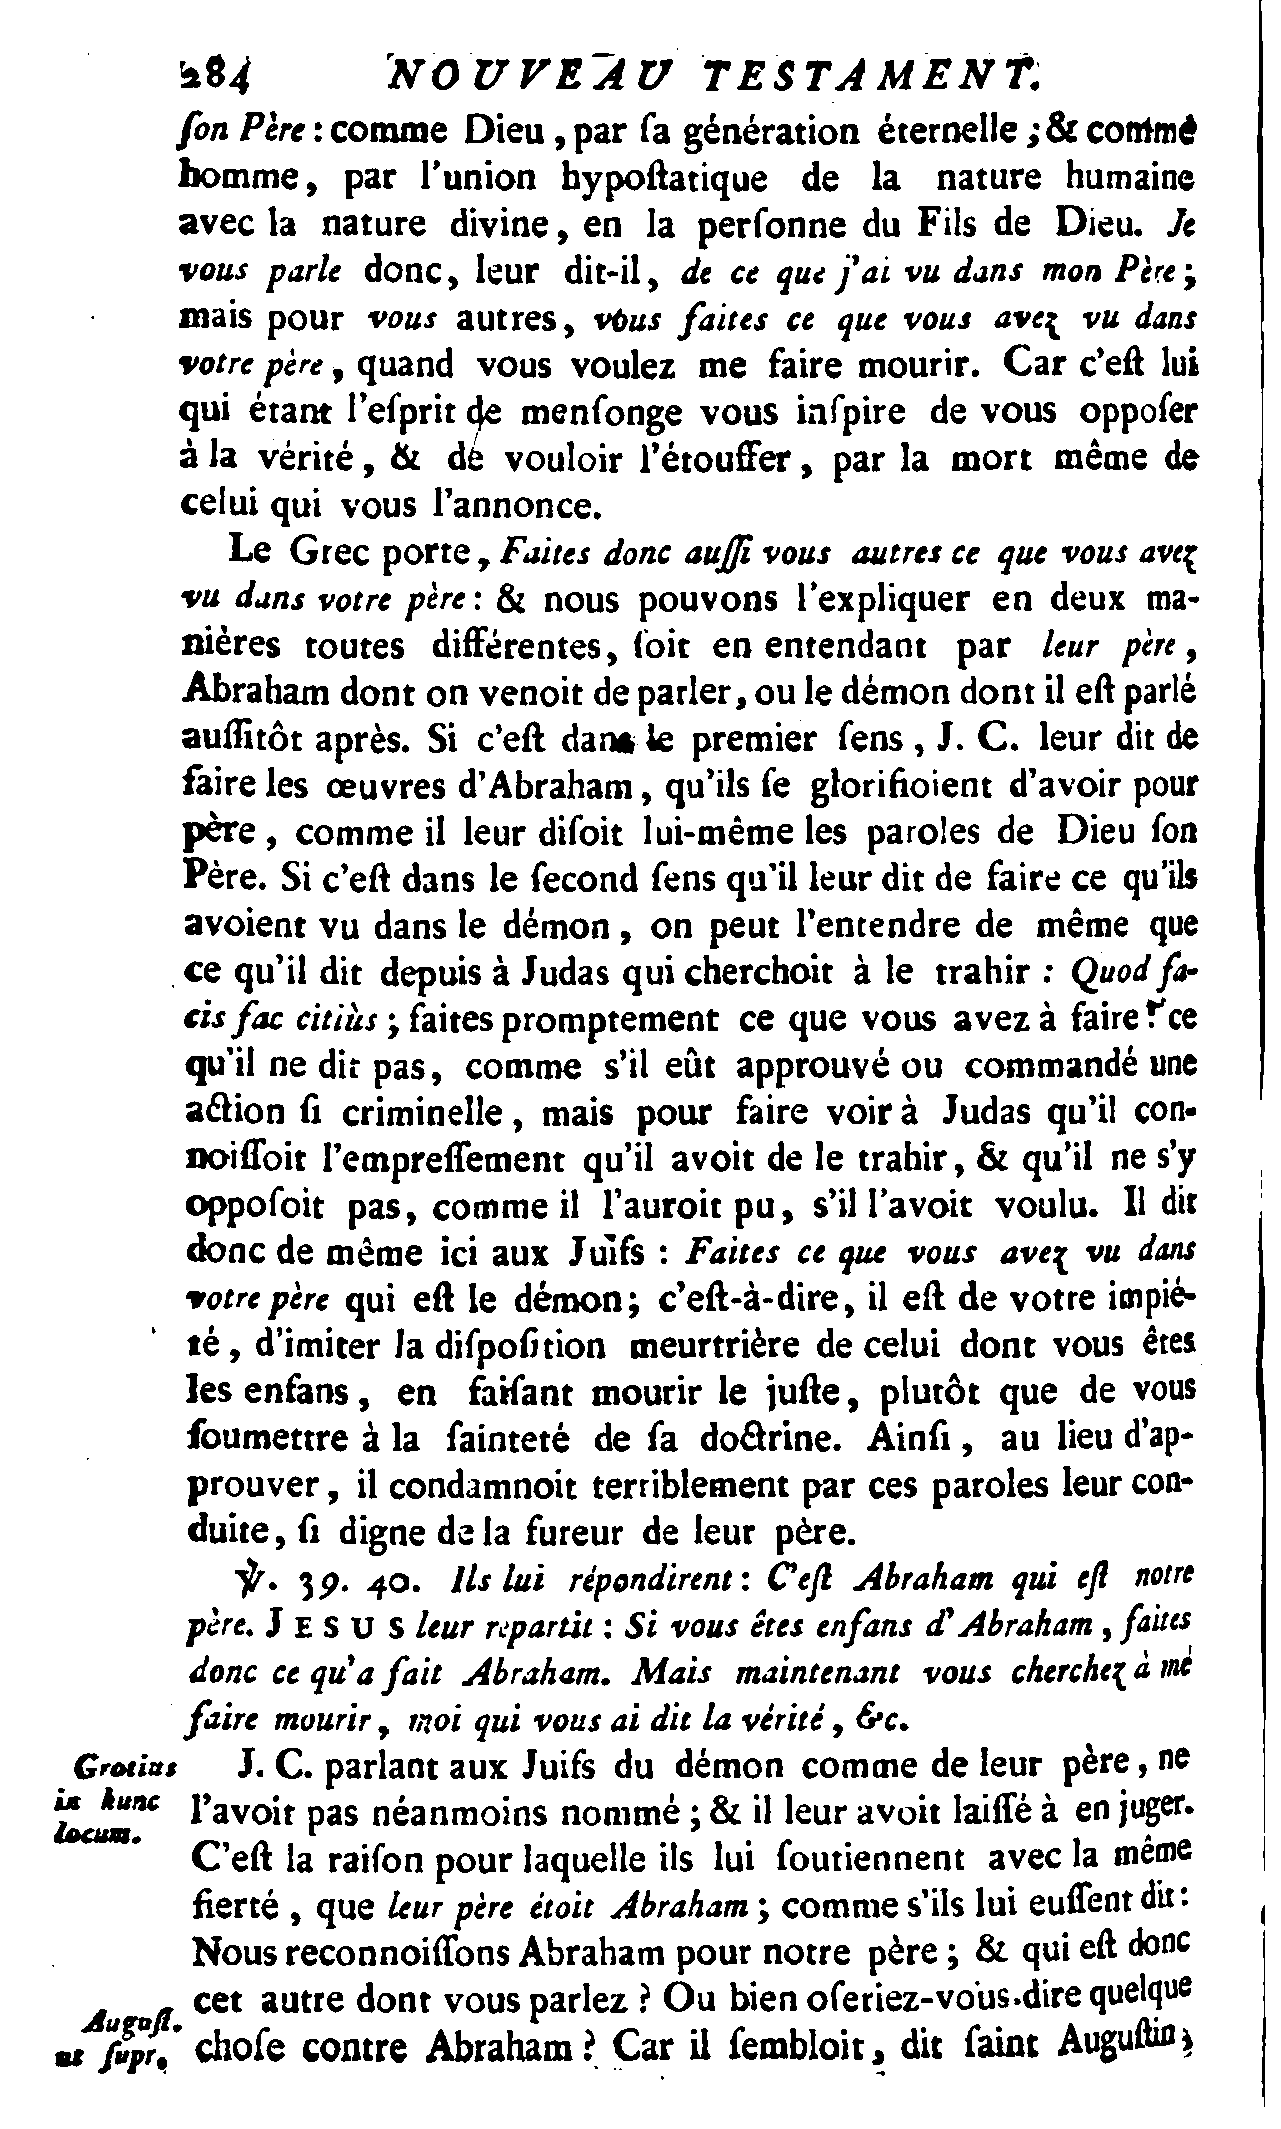 284 NOUVEAU TESTAMENT.
ſon Père : comme Dieu, par ſa génération éternelle ; & comme
homme, par l'union hypoſtatique de la nature humaine
avec la nature divine, en la perſonne du Fils de Dieu. Je
vous parle donc, leur dit-il, de ce que j'ai vu dans mon Père ;
mais pour vous autres, vous faites ce que vous avez vu dans
votre père, quand vous voulez me faire mourir. Car c'eſt lui
qui étant l'eſprit de menſonge vous inſpire de vous oppoſer
à la vérité, & de vouloir l'étouffer, par la mort même de
celui qui vous l'annonce.
Le Grec porte, Faites donc auſſi vous autres ce que vous avez
vu dans votre père : & nous pouvons l'expliquer en deux ma-
nières toutes différentes, ſoit en entendant par leur père,
Abraham dont on venoit de parler, ou le démon dont il eſt parlé
auſſitôt après. Si c'eſt dans le premier ſens, J. C. leur dit de
faire les œuvres d'Abraham, qu'ils ſe glorifioient d'avoir pour
père, comme il leur diſoit lui-même les paroles de Dieu ſon
Père. Si c'eſt dans le ſecond ſens qu'il leur dit de faire ce qu'ils
avoient vu dans le démon, on peut l'entendre de même que
ce qu'il dit depuis à Judas qui cherchoit à le trahir : Quod fa-
cis fac citiùs ; faites promptement ce que vous avez à faire : ce
qu'il ne dit pas, comme s'il eût approuvé ou commandé une
action ſi criminelle, mais pour faire voir à Judas qu'il con-
noiſſoit l'empreſſement qu'il avoit de le trahir, & qu'il ne s'y
oppoſoit pas, comme il l'auroit pu, s'il l'avoit voulu. Il dit
donc de même ici aux Juifs : Faites ce que vous avez vu dans
votre père qui eſt le démon ; c'eſt-à-dire, il eſt de votre impié-
té, d'imiter la diſpoſition meurtrière de celui dont vous êtes
les enfans, en faiſant mourir le juſte, plutôt que de vous
ſoumettre à la ſainteté de ſa doctrine. Ainſi, au lieu d'ap-
prouver, il condamnoit terriblement par ces paroles leur con-
duite, ſi digne de la fureur de leur père.
℣. 39. 40. Ils lui répondirent : C'eſt Abraham qui eſt notre
père. JESUS leur repartit : Si vous êtes enfans d'Abraham, faites
donc ce qu'a fait Abraham. Mais maintenant vous cherchez à me
faire mourir, moi qui vous ai dit la vérité, &c.
Grotius
in hunc
locum.
J. C. parlant aux Juifs du démon comme de leur père, ne
l'avoit pas néanmoins nommé ; & il leur avoit laiſſé à en juger.
C'eſt la raiſon pour laquelle ils lui ſoutiennent avec la même
fierté, que leur père étoit Abraham ; comme s'ils lui euſſent dit :
Nous reconnoiſſons Abraham pour notre père ; & qui eſt donc
cet autre dont vous parlez ? Ou bien oſeriez-vous dire quelque
Auguſt.
ut ſupr.
choſe contre Abraham ? Car il ſembloit, dit ſaint Auguſtin,